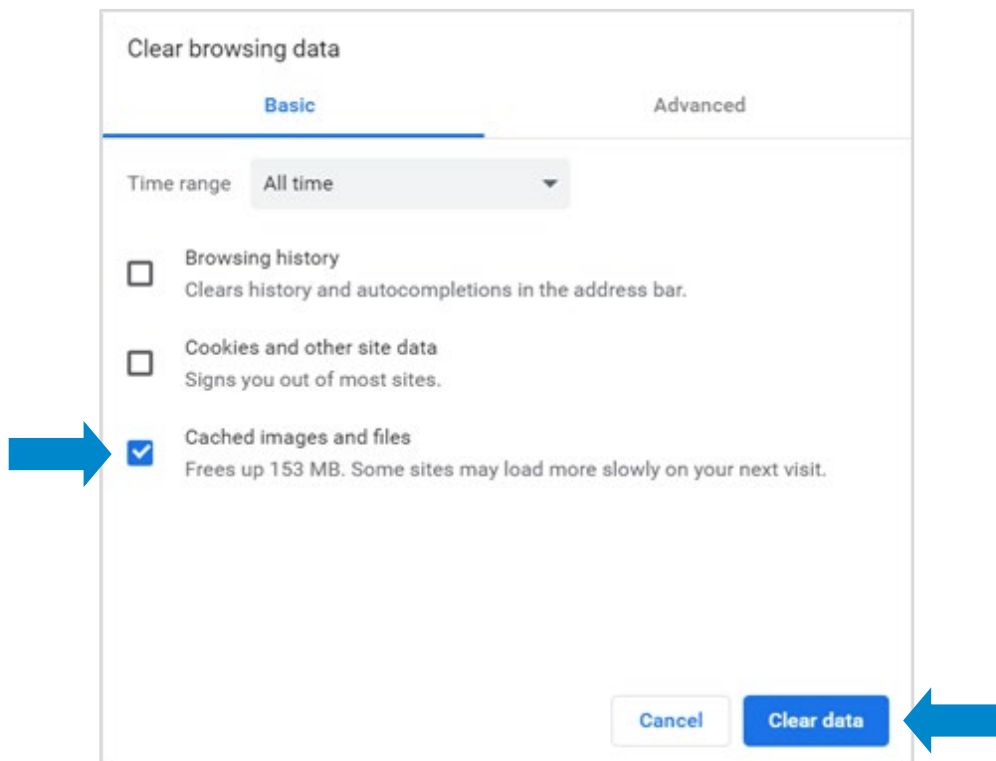 Clear browsing data
Basic
Advanced
Time range
All time
Browsing history
Clears history and autocompletions in the address bar.
Cookies and other site data
Signs you out of most sites.
Cached images and files
Frees up 153 MB. Some sites may load more slowly on your next visit.
Cancel
Clear data